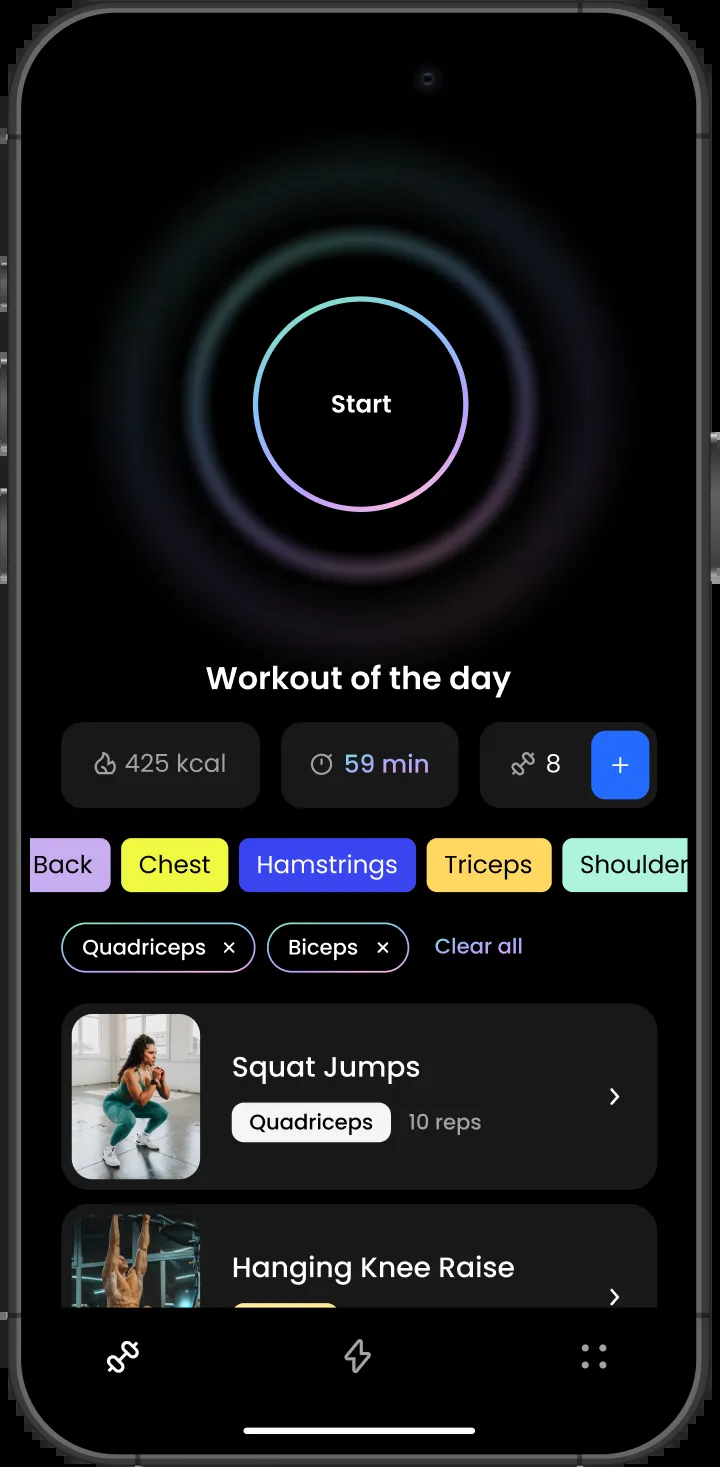 Start
Workout of the day
425 kcal
59 min
8 +
Back Chest Hamstrings Triceps Shoulder
Quadriceps × Biceps × Clear all
Squat Jumps
Quadriceps 10 reps
Hanging Knee Raise